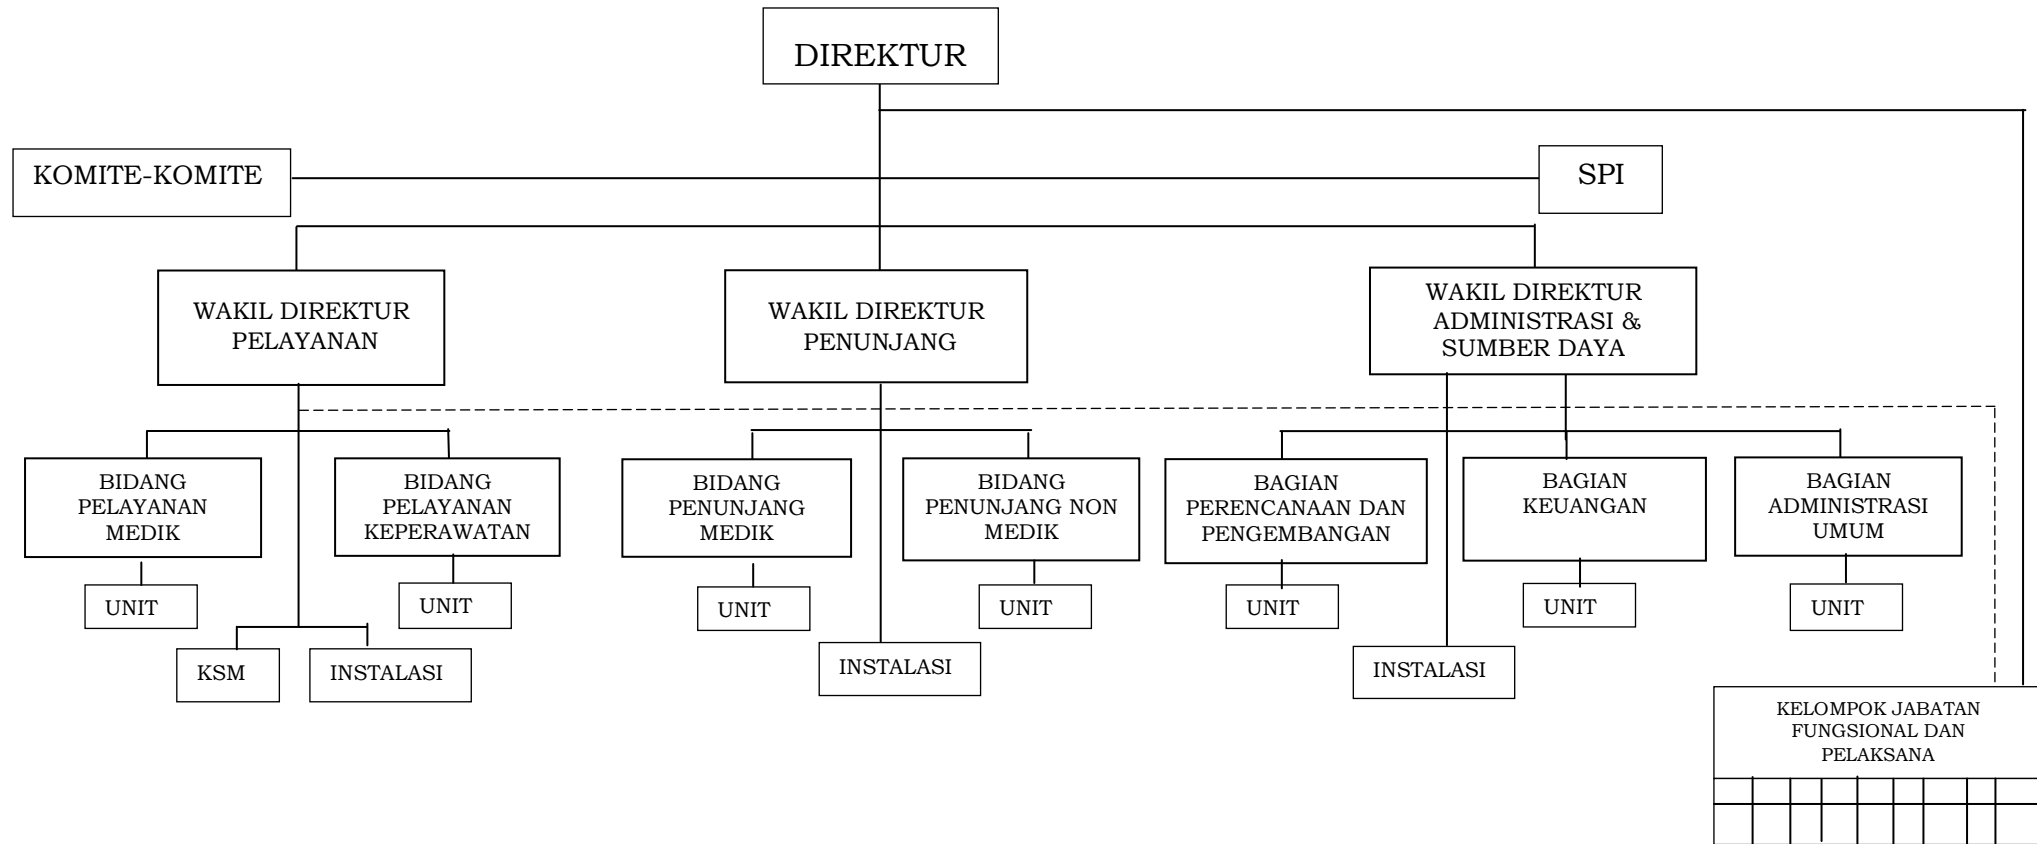 DIREKTUR
KOMITE-KOMITE
SPI
WAKIL DIREKTUR
PELAYANAN
WAKIL DIREKTUR
PENUNJANG
WAKIL DIREKTUR
ADMINISTRASI &
SUMBER DAYA
BIDANG
PELAYANAN
MEDIK
BIDANG
PELAYANAN
KEPERAWATAN
BIDANG
PENUNJANG
MEDIK
BIDANG
PENUNJANG NON
MEDIK
BAGIAN
PERENCANAAN DAN
PENGEMBANGAN
BAGIAN
KEUANGAN
BAGIAN
ADMINISTRASI
UMUM
UNIT
UNIT
UNIT
UNIT
UNIT
UNIT
UNIT
KSM
INSTALASI
INSTALASI
INSTALASI
KELOMPOK JABATAN
FUNGSIONAL DAN
PELAKSANA